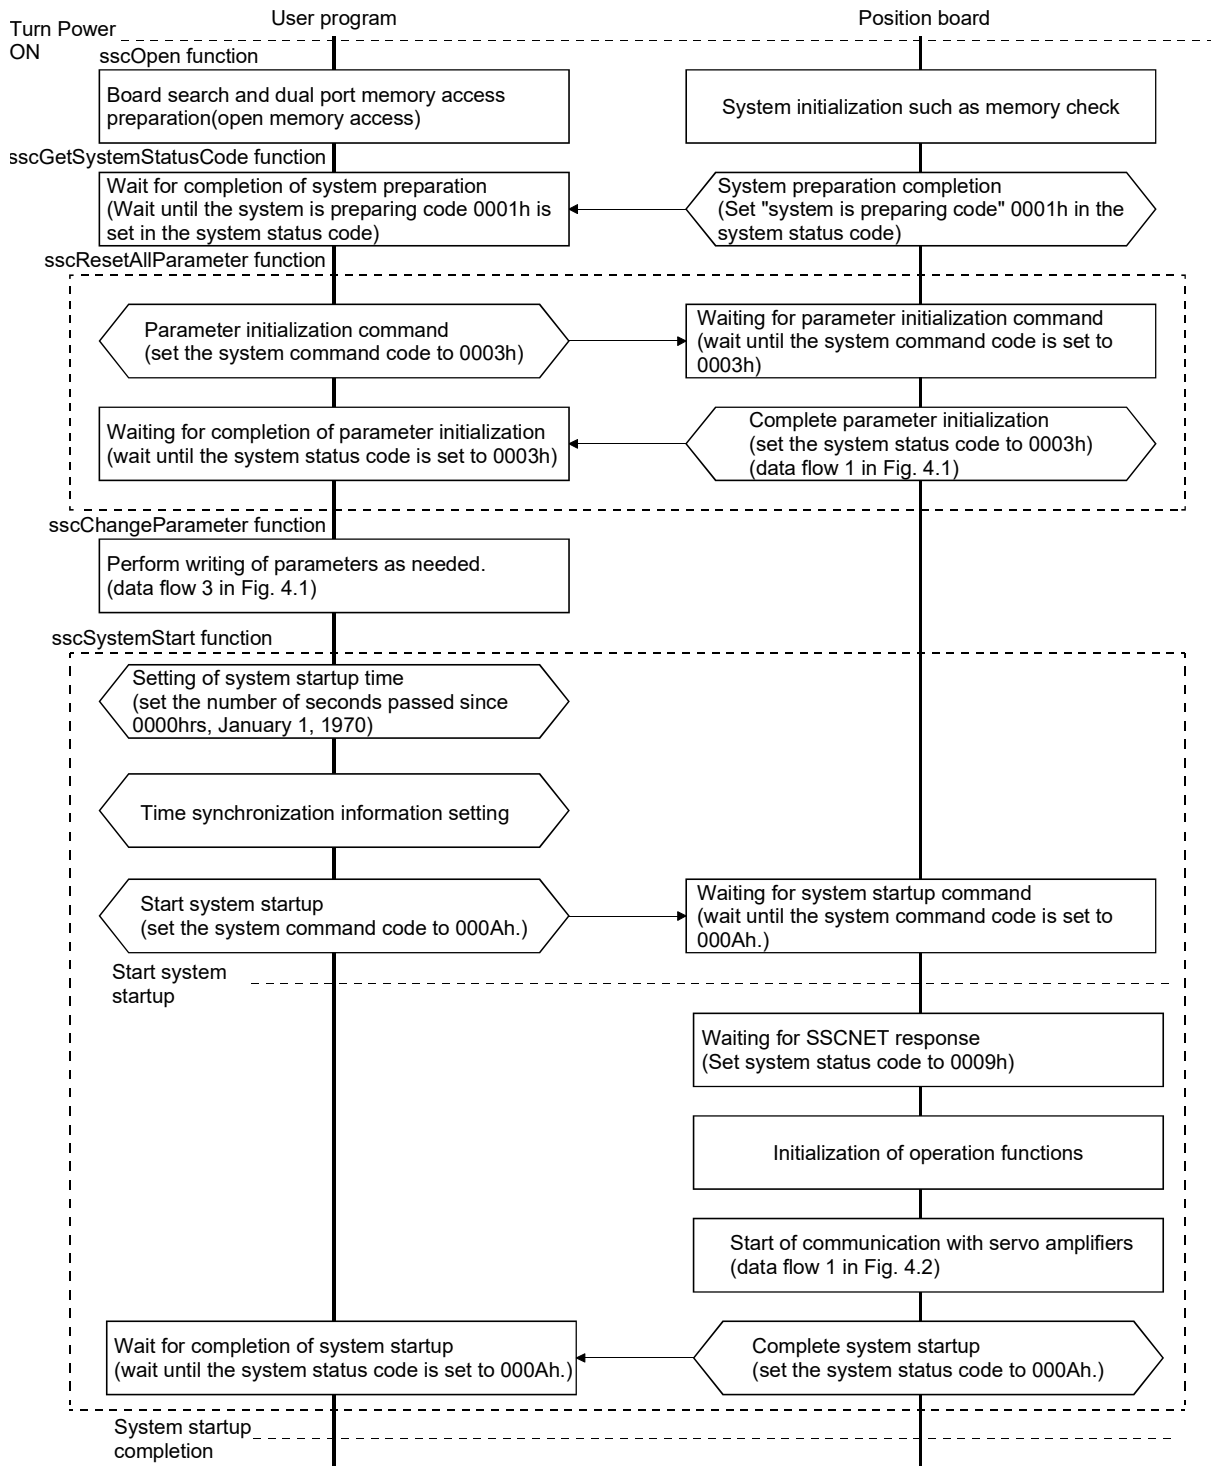 User program
Position board
Turn Power
ON
sscOpen function
Board search and dual port memory access
preparation(open memory access)
System initialization such as memory check
sscGetSystemStatusCode function
Wait for completion of system preparation
(Wait until the system is preparing code 0001h is
set in the system status code)
System preparation completion
(Set "system is preparing code" 0001h in the
system status code)
sscResetAllParameter function
Parameter initialization command
(set the system command code to 0003h)
Waiting for parameter initialization command
(wait until the system command code is set to
0003h)
Waiting for completion of parameter initialization
(wait until the system status code is set to 0003h)
Complete parameter initialization
(set the system status code to 0003h)
(data flow 1 in Fig. 4.1)
sscChangeParameter function
Perform writing of parameters as needed.
(data flow 3 in Fig. 4.1)
sscSystemStart function
Setting of system startup time
(set the number of seconds passed since
0000hrs, January 1, 1970)
Time synchronization information setting
Start system startup
(set the system command code to 000Ah.)
Waiting for system startup command
(wait until the system command code is set to
000Ah.)
Start system
startup
Waiting for SSCNET response
(Set system status code to 0009h)
Initialization of operation functions
Start of communication with servo amplifiers
(data flow 1 in Fig. 4.2)
Wait for completion of system startup
(wait until the system status code is set to 000Ah.)
Complete system startup
(set the system status code to 000Ah.)
System startup
completion